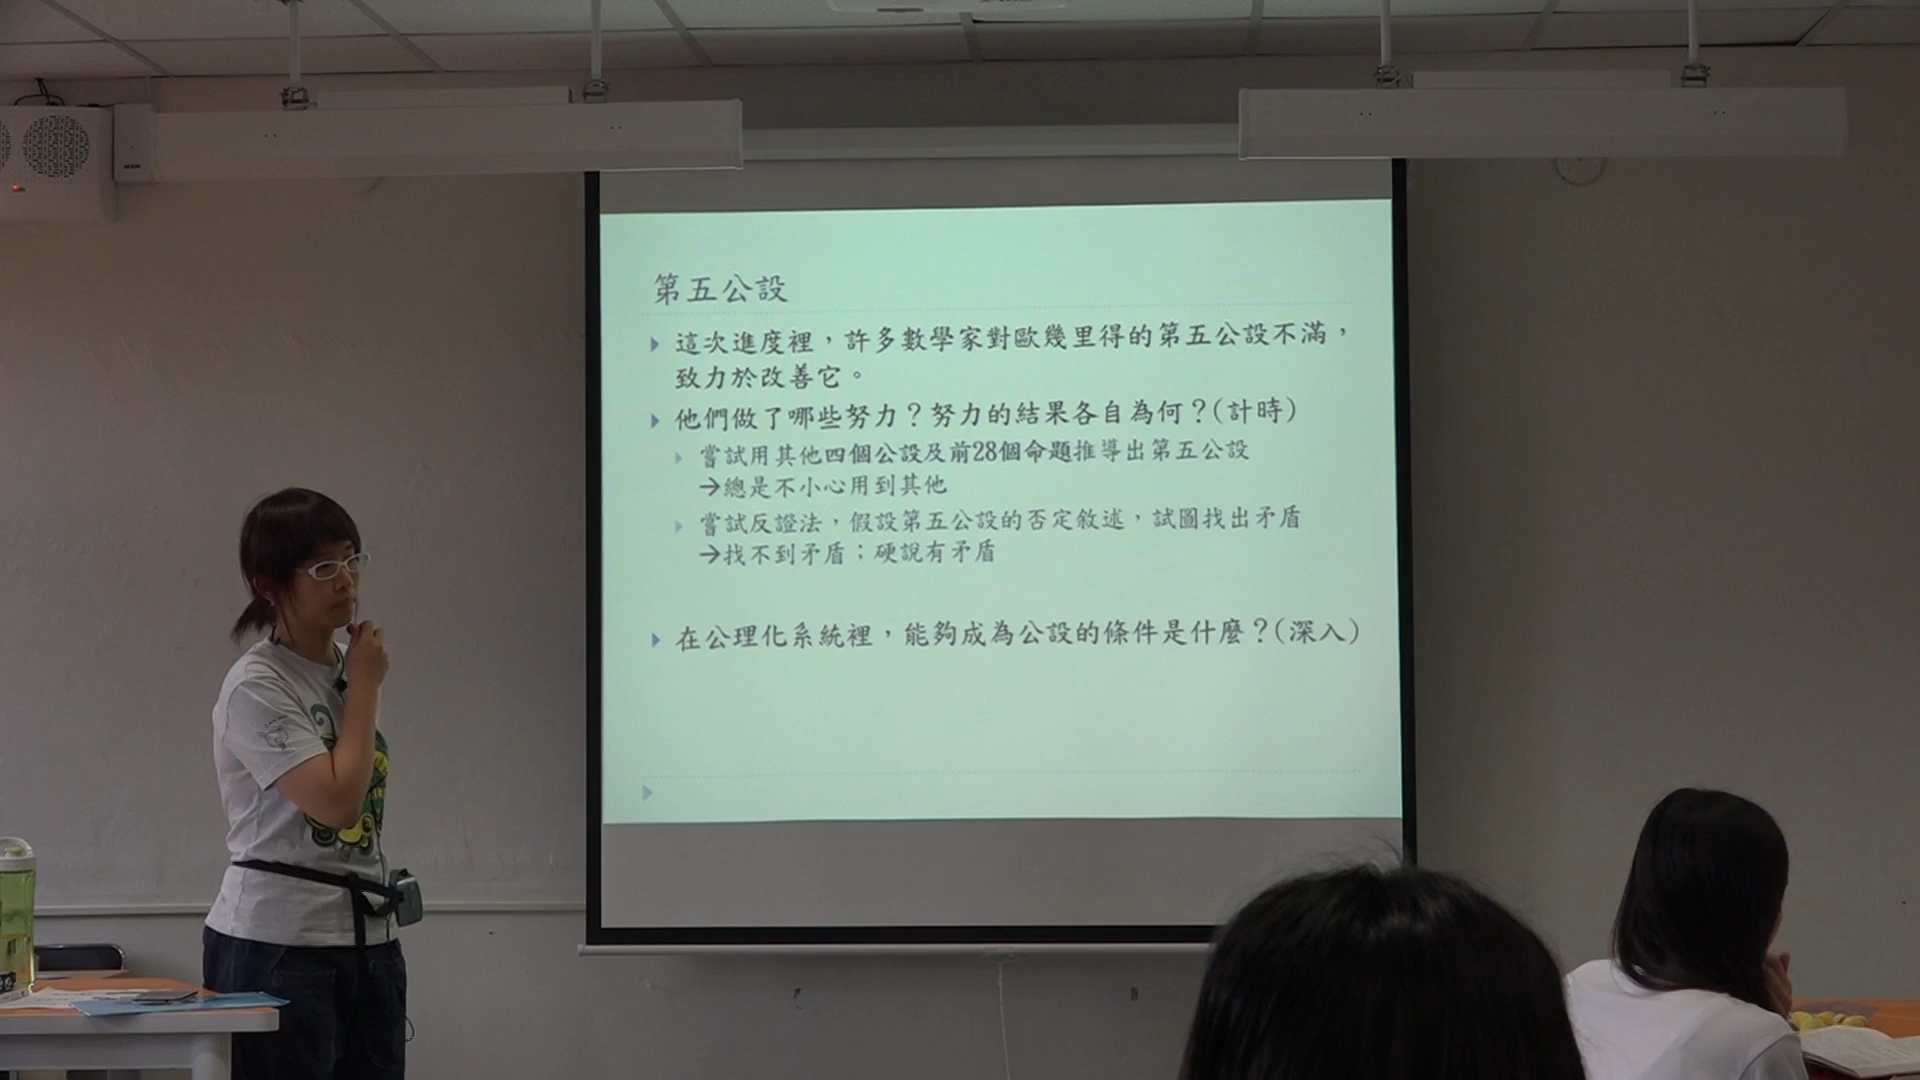 第五公設
這次進度裡，許多數學家對歐幾里得的第五公設不滿，
致力於改善它。
他們做了哪些努力？努力的結果各自為何？(計時)
嘗試用其他四個公設及前28個命題推導出第五公設
→總是不小心用到其他
嘗試反證法，假設第五公設的否定敘述，試圖找出矛盾
→找不到矛盾；硬說有矛盾
在公理化系統裡，能夠成為公設的條件是什麼？(深入)